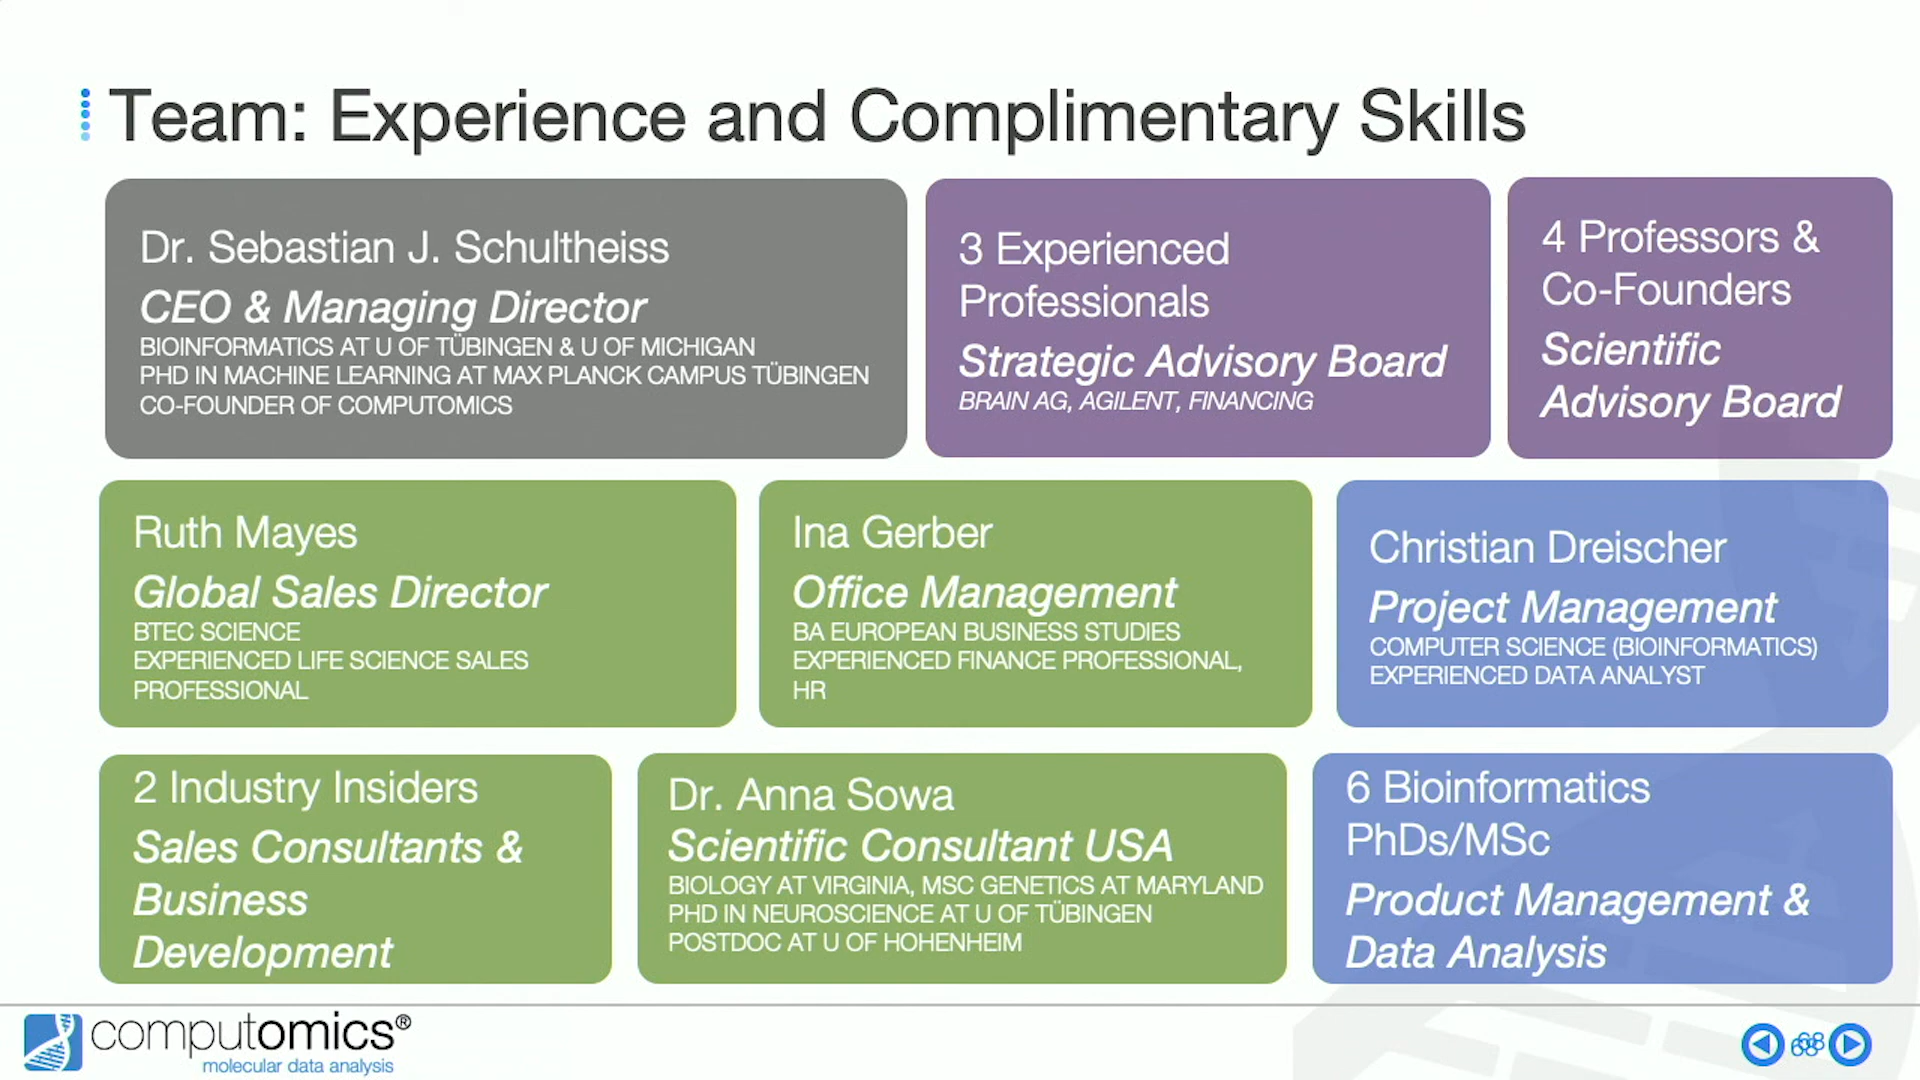 Team: Experience and Complimentary Skills
Dr. Sebastian J. Schultheiss
CEO & Managing Director
BIOINFORMATICS AT U OF TÜBINGEN & U OF MICHIGAN
PHD IN MACHINE LEARNING AT MAX PLANCK CAMPUS TÜBINGEN
CO-FOUNDER OF COMPUTOMICS
3 Experienced
Professionals
Strategic Advisory Board
BRAIN AG, AGILENT, FINANCING
4 Professors &
Co-Founders
Scientific
Advisory Board
Ruth Mayes
Global Sales Director
BTEC SCIENCE
EXPERIENCED LIFE SCIENCE SALES
PROFESSIONAL
Ina Gerber
Office Management
BA EUROPEAN BUSINESS STUDIES
EXPERIENCED FINANCE PROFESSIONAL,
HR
Christian Dreischer
Project Management
COMPUTER SCIENCE (BIOINFORMATICS)
EXPERIENCED DATA ANALYST
2 Industry Insiders
Sales Consultants &
Business
Development
Dr. Anna Sowa
Scientific Consultant USA
BIOLOGY AT VIRGINIA, MSC GENETICS AT MARYLAND
PHD IN NEUROSCIENCE AT U OF TÜBINGEN
POSTDOC AT U OF HOHENHEIM
6 Bioinformatics
PhDs/MSc
Product Management &
Data Analysis
computomics®
molecular data analysis